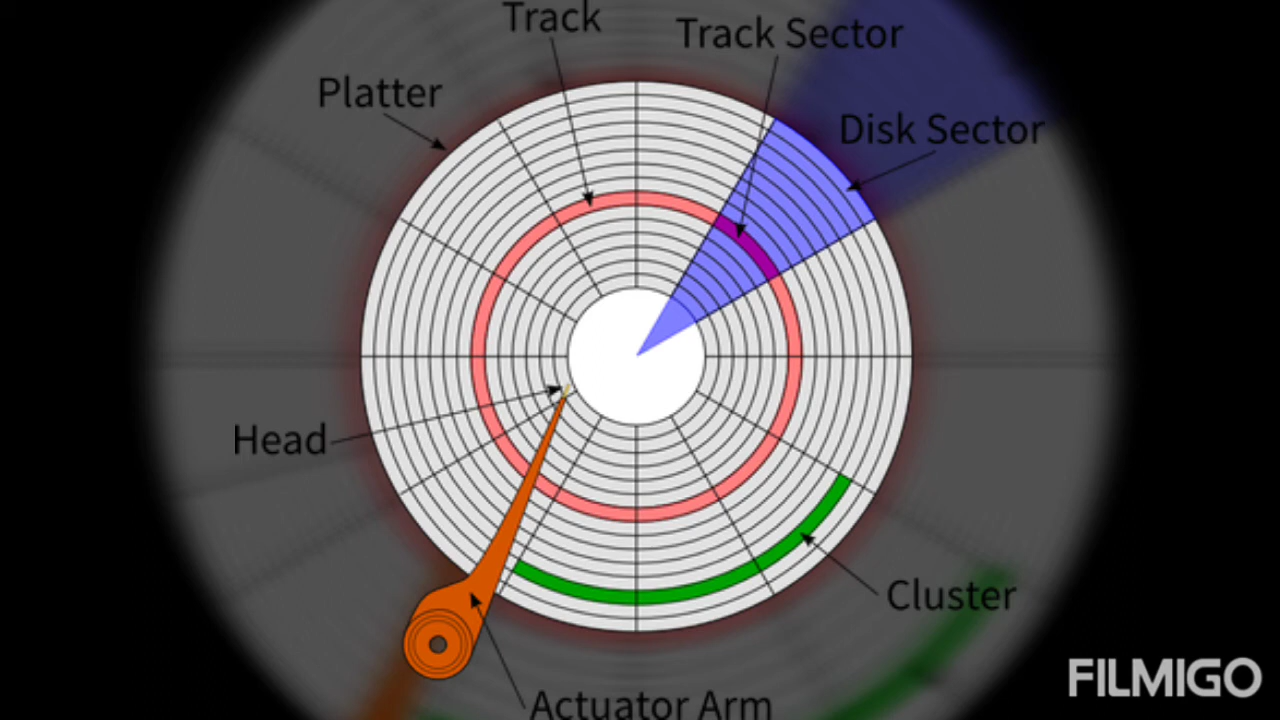 Track
Track Sector
Platter
Disk Sector
Head
Cluster
Actuator Arm
FILMIGO